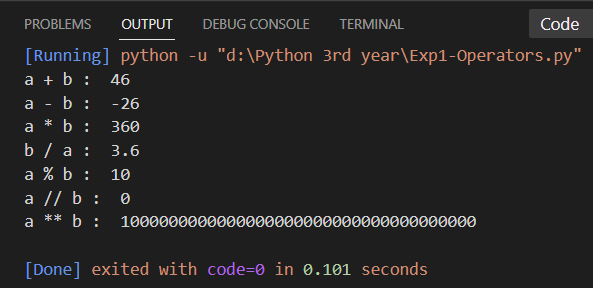 PROBLEMS OUTPUT DEBUG CONSOLE TERMINAL Code
[Running] python -u "d:\Python 3rd year\Exp1-Operators.py"
a + b :  46
a - b :  -26
a * b :  360
b / a :  3.6
a % b :  10
a // b :  0
a ** b :  1000000000000000000000000000000000000
[Done] exited with code=0 in 0.101 seconds